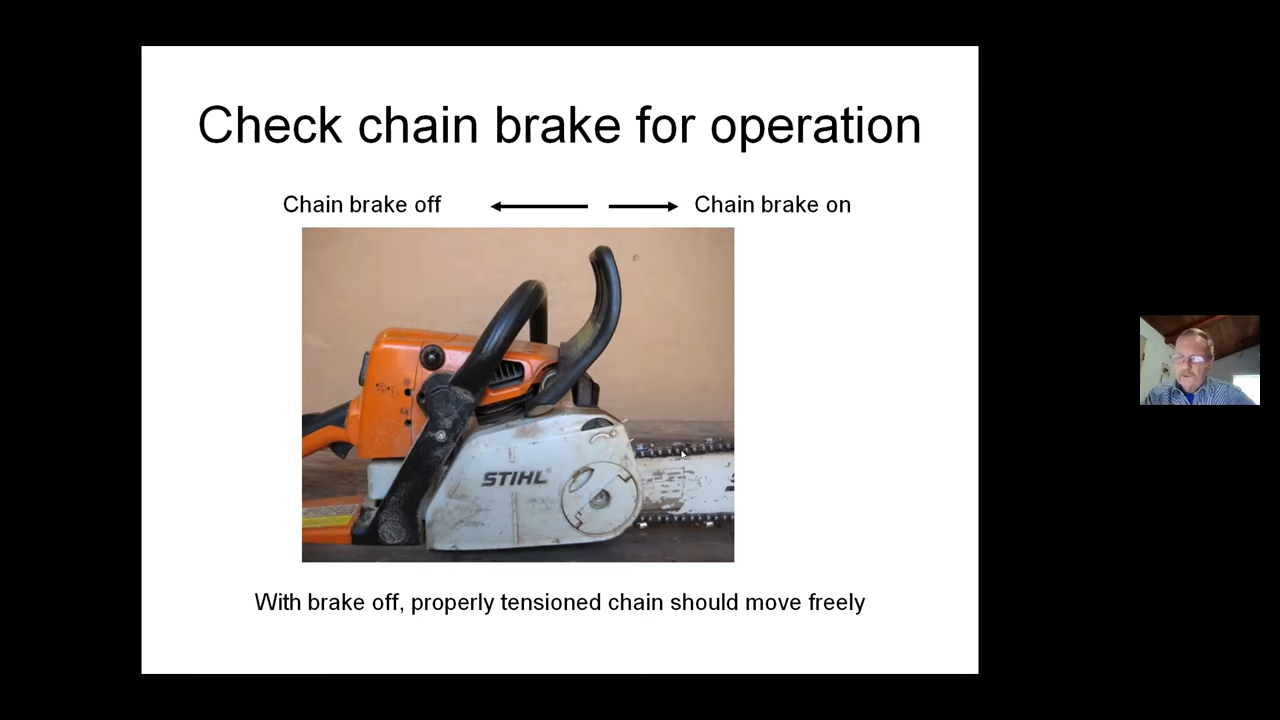 Check chain brake for operation
Chain brake off
Chain brake on
STIHL
With brake off, properly tensioned chain should move freely